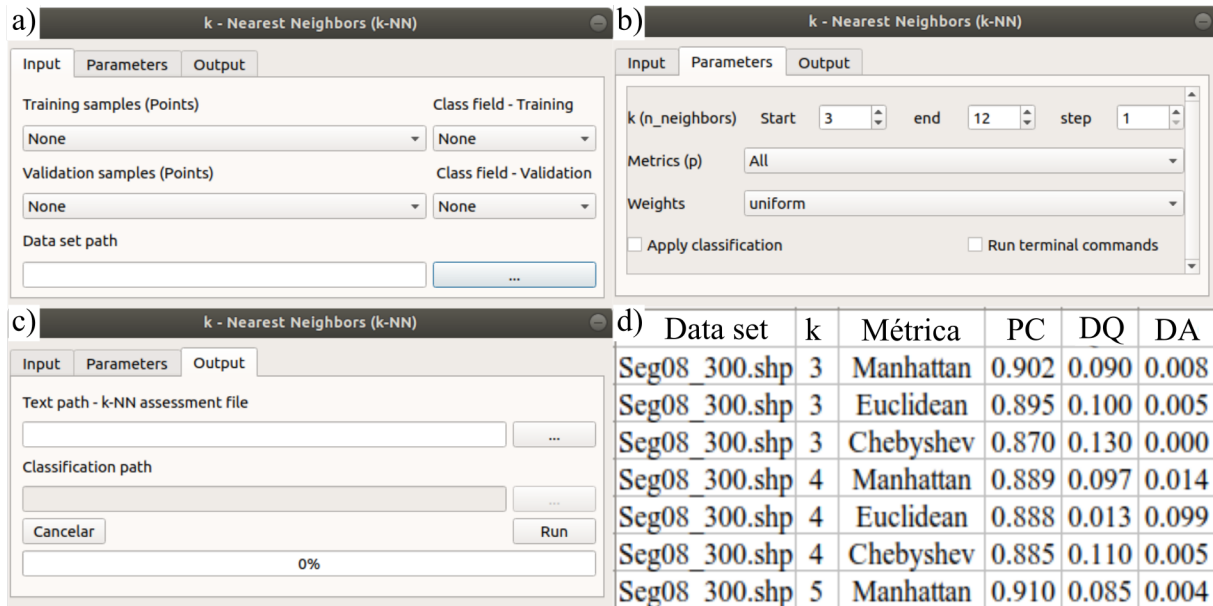 a)
k - Nearest Neighbors (k-NN)
Input Parameters Output
Training samples (Points) Class field - Training
None None
Validation samples (Points) Class field - Validation
None None
Data set path
...
b)
k - Nearest Neighbors (k-NN)
Input Parameters Output
k (n_neighbors) Start 3 end 12 step 1
Metrics (p) All
Weights uniform
Apply classification Run terminal commands
c)
k - Nearest Neighbors (k-NN)
Input Parameters Output
Text path - k-NN assessment file
...
Classification path
...
Cancelar Run
0%
d)
Data set k Métrica PC DQ DA
Seg08_300.shp 3 Manhattan 0.902 0.090 0.008
Seg08_300.shp 3 Euclidean 0.895 0.100 0.005
Seg08_300.shp 3 Chebyshev 0.870 0.130 0.000
Seg08_300.shp 4 Manhattan 0.889 0.097 0.014
Seg08_300.shp 4 Euclidean 0.888 0.013 0.099
Seg08_300.shp 4 Chebyshev 0.885 0.110 0.005
Seg08_300.shp 5 Manhattan 0.910 0.085 0.004